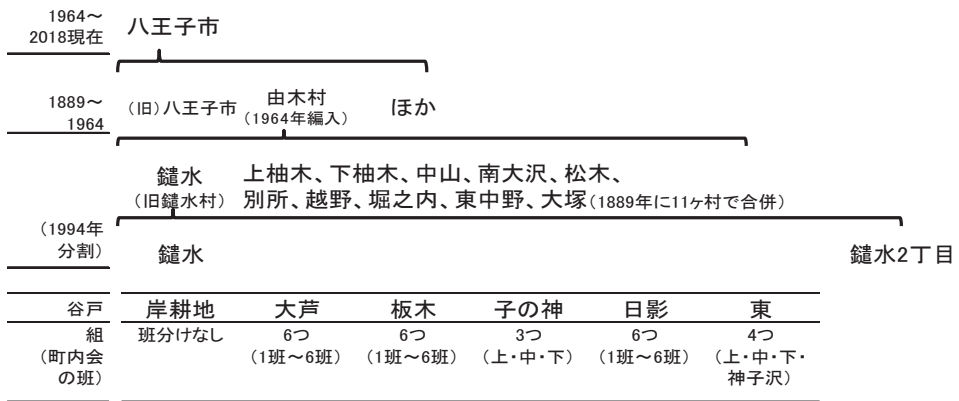 1964～
2018現在
八王子市
1889～
1964
(旧)八王子市
由木村
(1964年編入)
ほか
鑓水
(旧鑓水村)
上柚木、下柚木、中山、南大沢、松木、
別所、越野、堀之内、東中野、大塚(1889年に11ヶ村で合併)
(1994年
分割)
鑓水
鑓水2丁目
谷戸 岸耕地 大芦 板木 子の神 日影 東
組 班分けなし 6つ 6つ 3つ 6つ 4つ
(町内会 (1班～6班) (1班～6班) (上・中・下) (1班～6班) (上・中・下・
の班) 神子沢)